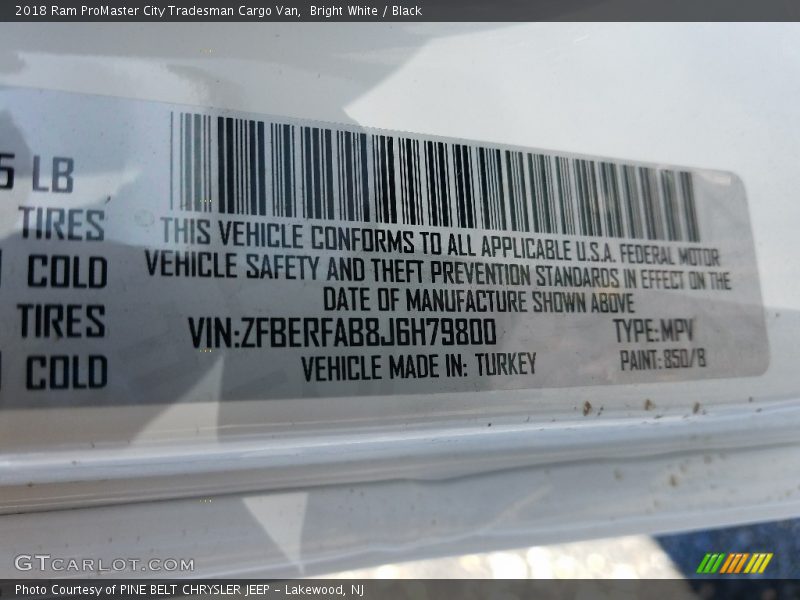 2018 Ram ProMaster City Tradesman Cargo Van, Bright White / Black
5 LB
TIRES
COLD
TIRES
COLD
THIS VEHICLE CONFORMS TO ALL APPLICABLE U.S.A. FEDERAL MOTOR
VEHICLE SAFETY AND THEFT PREVENTION STANDARDS IN EFFECT ON THE
DATE OF MANUFACTURE SHOWN ABOVE
VIN:ZFBERFAB8J6H79800 TYPE:MPV
VEHICLE MADE IN: TURKEY PAINT:850/B
GTCARLOT.COM
Photo Courtesy of PINE BELT CHRYSLER JEEP - Lakewood, NJ